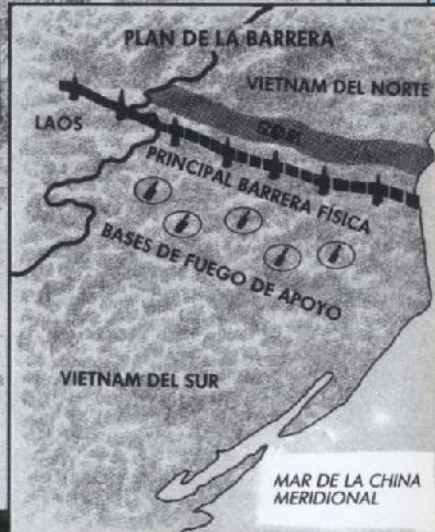 PLAN DE LA BARRERA
VIETNAM DEL NORTE
LAOS
PRINCIPAL BARRERA FÍSICA
BASES DE FUEGO DE APOYO
VIETNAM DEL SUR
MAR DE LA CHINA
MERIDIONAL